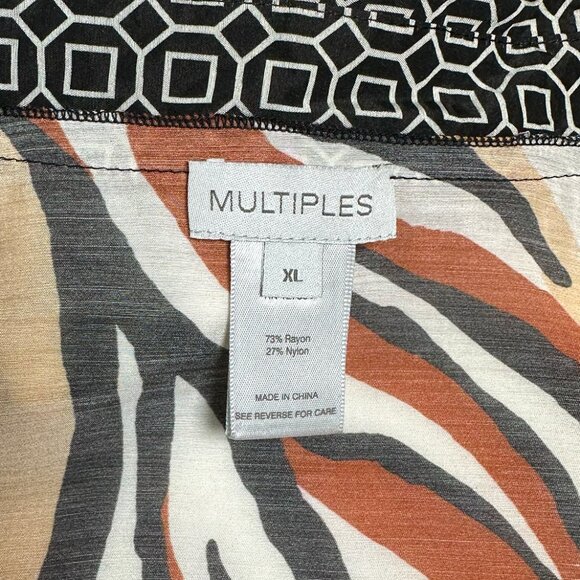 MULTIPLES
XL
73% Rayon
27% Nylon
MADE IN CHINA
SEE REVERSE FOR CARE